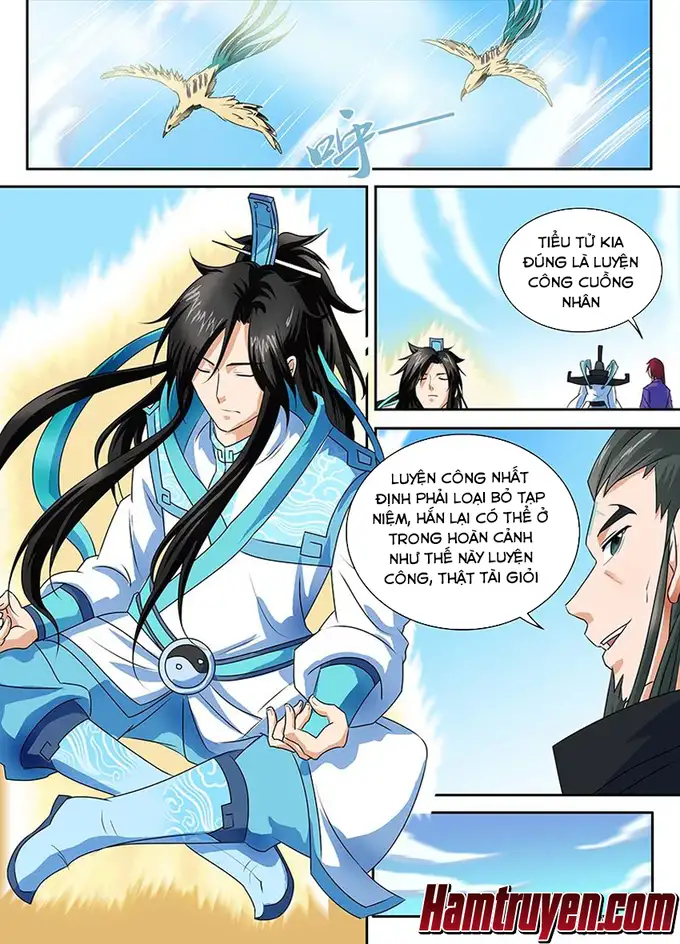 呼
TIỂU TỬ KIA
ĐÚNG LÀ LUYỆN
CÔNG CUỒNG
NHÂN
LUYỆN CÔNG NHẤT
ĐỊNH PHẢI LOẠI BỎ TẠP
NIỆM, HẮN LẠI CÓ THỂ Ở
TRONG HOÀN CẢNH
NHƯ THẾ NÀY LUYỆN
CÔNG, THẬT TÀI GIỎI
Hamtruyen.com